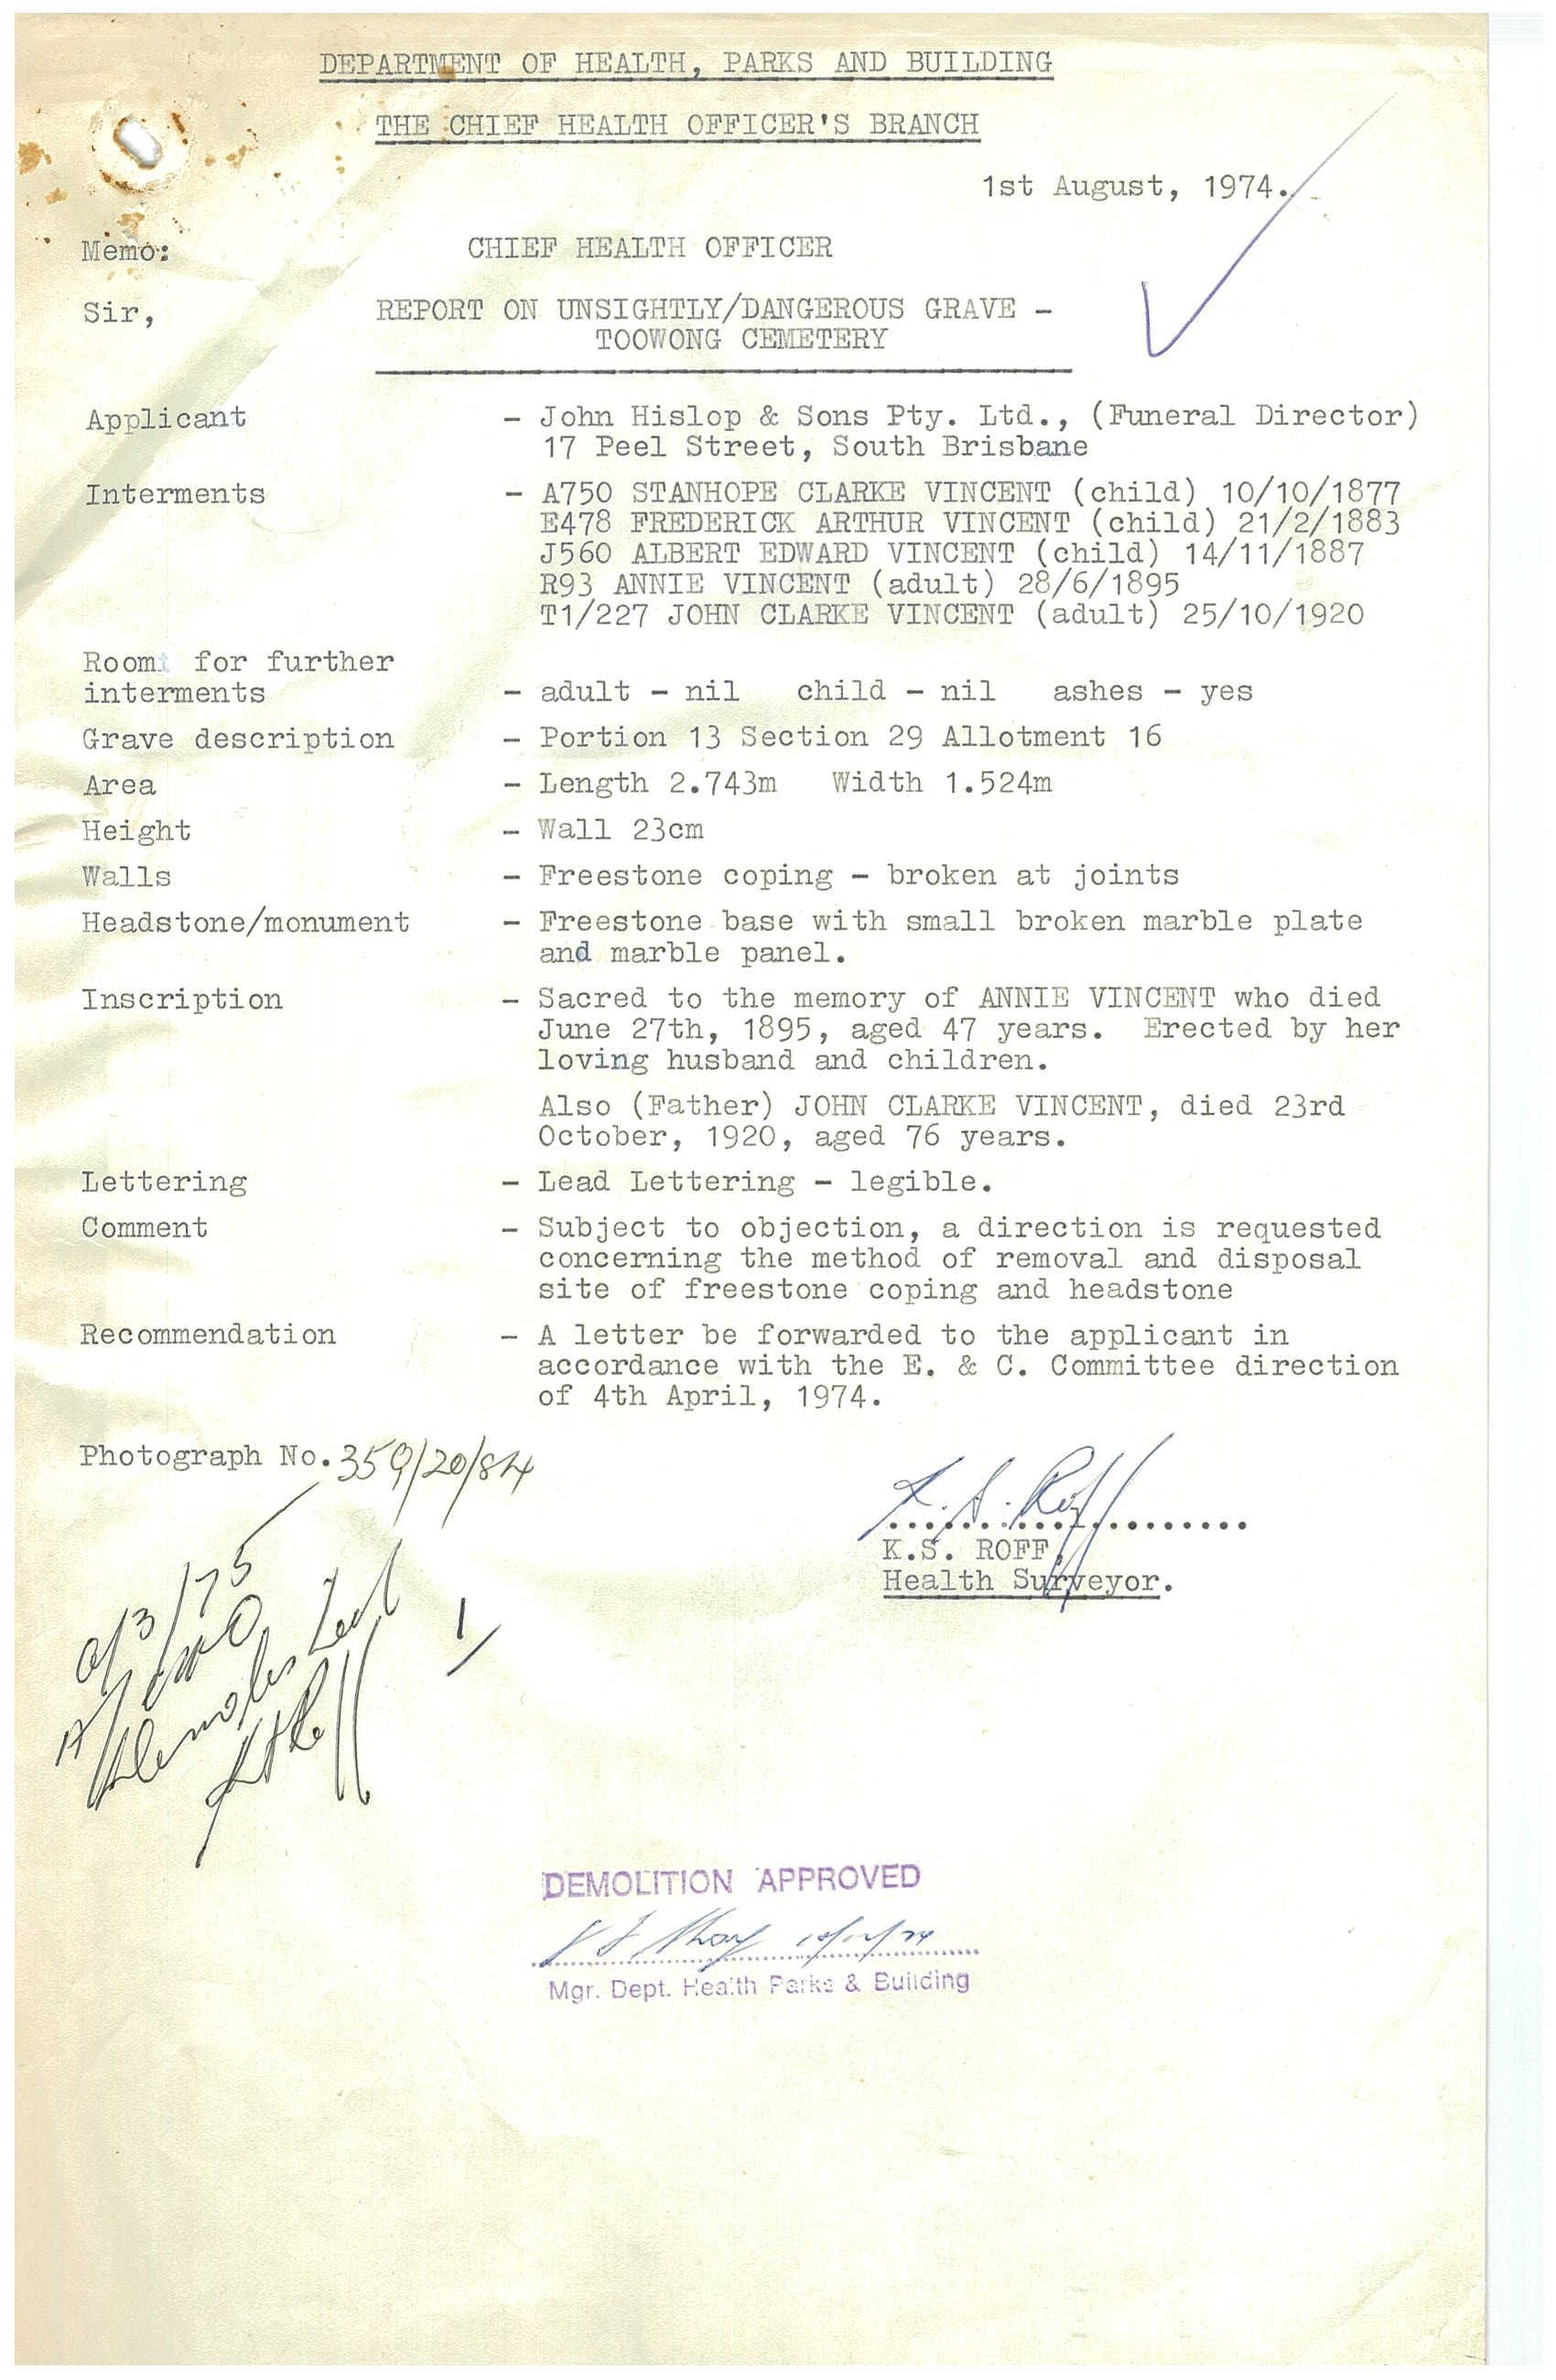 DEPARTMENT OF HEALTH, PARKS AND BUILDING
THE CHIEF HEALTH OFFICER'S BRANCH
1st August, 1974.
Memo: CHIEF HEALTH OFFICER
Sir, REPORT ON UNSIGHTLY/DANGEROUS GRAVE -
TOOWONG CEMETERY
Applicant - John Hislop & Sons Pty. Ltd., (Funeral Director)
17 Peel Street, South Brisbane
Interments - A750 STANHOPE CLARKE VINCENT (child) 10/10/1877
E478 FREDERICK ARTHUR VINCENT (child) 21/2/1883
J560 ALBERT EDWARD VINCENT (child) 14/11/1887
R93 ANNIE VINCENT (adult) 28/6/1895
T1/227 JOHN CLARKE VINCENT (adult) 25/10/1920
Room for further
interments - adult - nil child - nil ashes - yes
Grave description - Portion 13 Section 29 Allotment 16
Area - Length 2.743m Width 1.524m
Height - Wall 23cm
Walls - Freestone coping - broken at joints
Headstone/monument - Freestone base with small broken marble plate
and marble panel.
Inscription - Sacred to the memory of ANNIE VINCENT who died
June 27th, 1895, aged 47 years. Erected by her
loving husband and children.
Also (Father) JOHN CLARKE VINCENT, died 23rd
October, 1920, aged 76 years.
Lettering - Lead Lettering - legible.
Comment - Subject to objection, a direction is requested
concerning the method of removal and disposal
site of freestone coping and headstone
Recommendation - A letter be forwarded to the applicant in
accordance with the E. & C. Committee direction
of 4th April, 1974.
Photograph No. 359/20/84
K.S. Roff
K.S. ROFF,
Health Surveyor.
DEMOLITION APPROVED
Mgr. Dept. Health Parks & Building